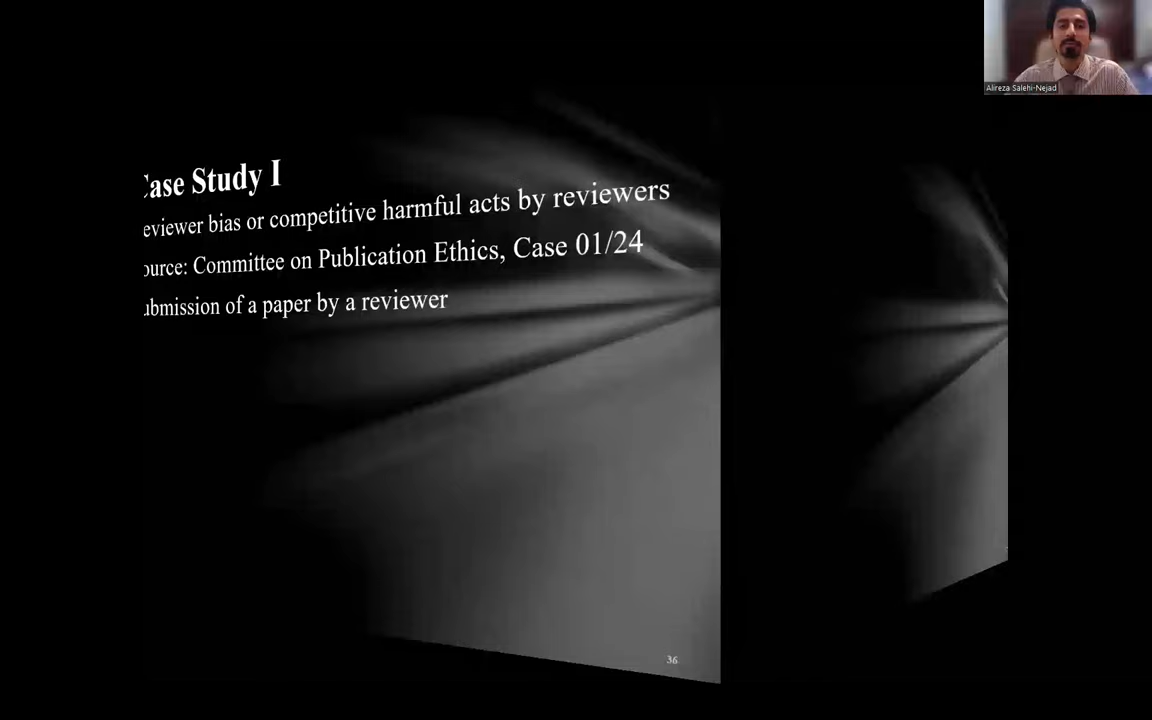 Case Study I
eviewer bias or competitive harmful acts by reviewers
ource: Committee on Publication Ethics, Case 01/24
ubmission of a paper by a reviewer
36
Alireza Salehi-Nejad